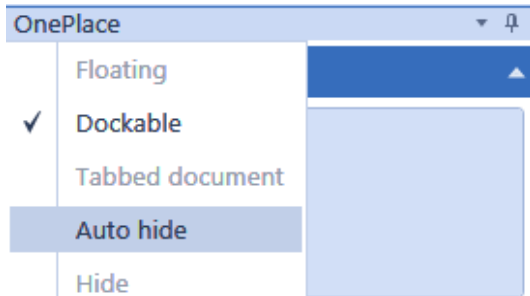 OnePlace
Floating
Dockable
Tabbed document
Auto hide
Hide